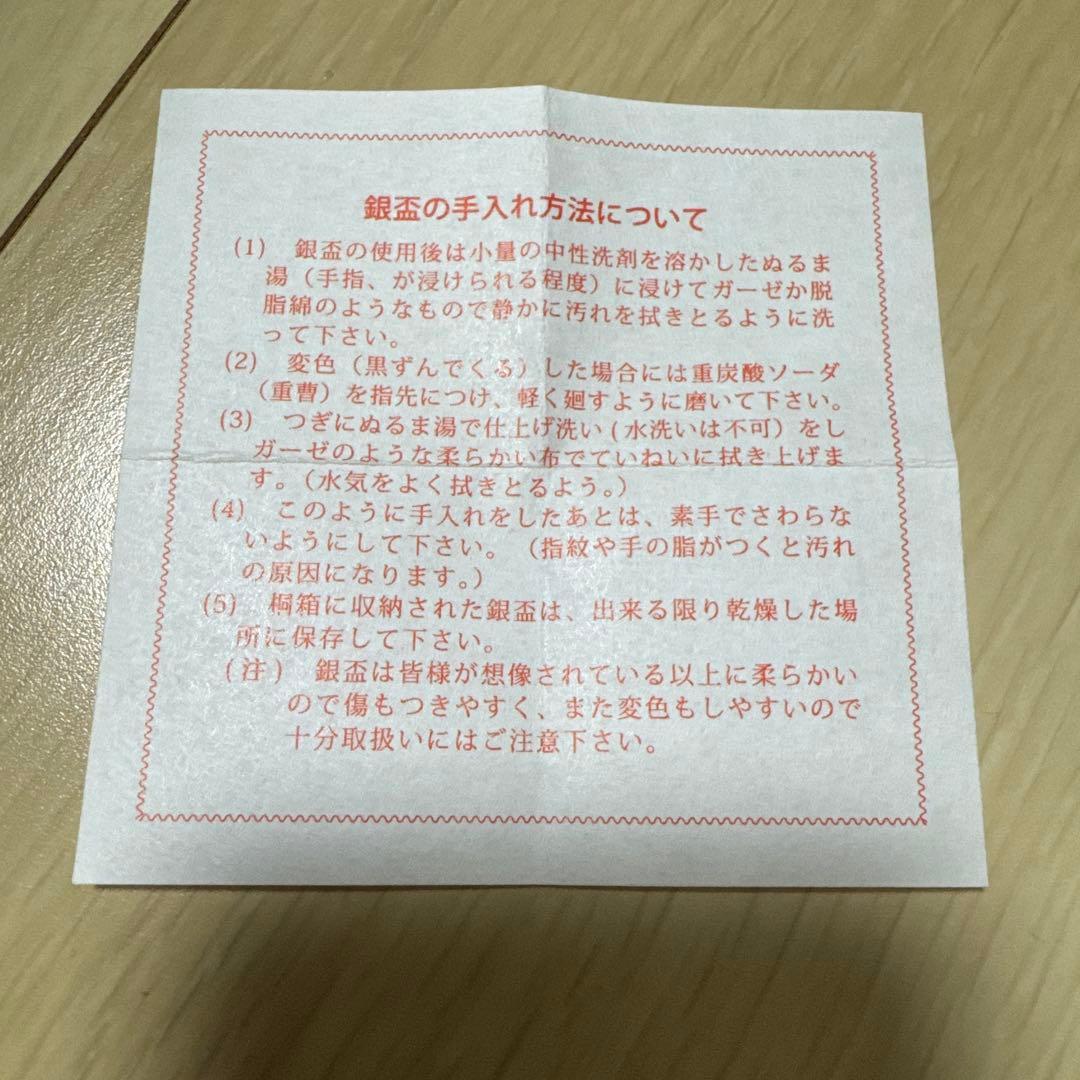 銀盃の手入れ方法について
(1) 銀盃の使用後は小量の中性洗剤を溶かしたぬるま
湯（手指、が浸けられる程度）に浸けてガーゼか脱
脂綿のようなもので静かに汚れを拭きとるように洗
って下さい。
(2) 変色（黒ずんでくる）した場合には重炭酸ソーダ
（重曹）を指先につけ、軽く廻すように磨いて下さい。
(3) つぎにぬるま湯で仕上げ洗い(水洗いは不可）をし
ガーゼのような柔らかい布でていねいに拭き上げま
す。（水気をよく拭きとるよう。）
(4) このように手入れをしたあとは、素手でさわらな
いようにして下さい。（指紋や手の脂がつくと汚れ
の原因になります。）
(5) 桐箱に収納された銀盃は、出来る限り乾燥した場
所に保存して下さい。
(注) 銀盃は皆様が想像されている以上に柔らかい
ので傷もつきやすく、また変色もしやすいので
十分取扱いにはご注意下さい。